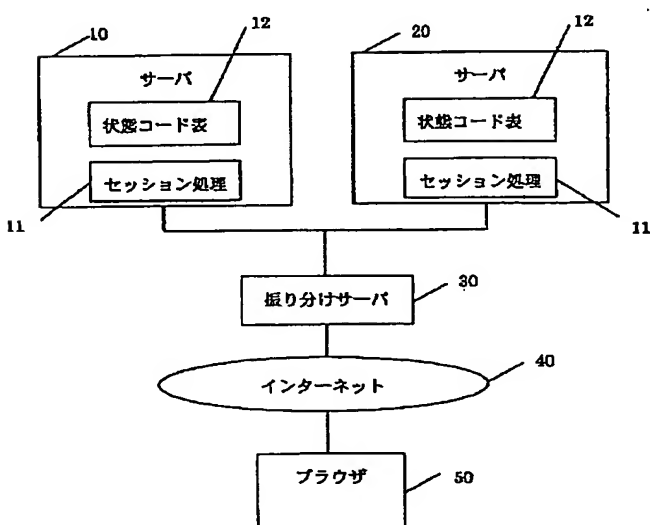 10
12
20
12
サーバ
サーバ
状態コード表
状態コード表
セッション処理
セッション処理
11
11
振り分けサーバ
30
インターネット
40
ブラウザ
50